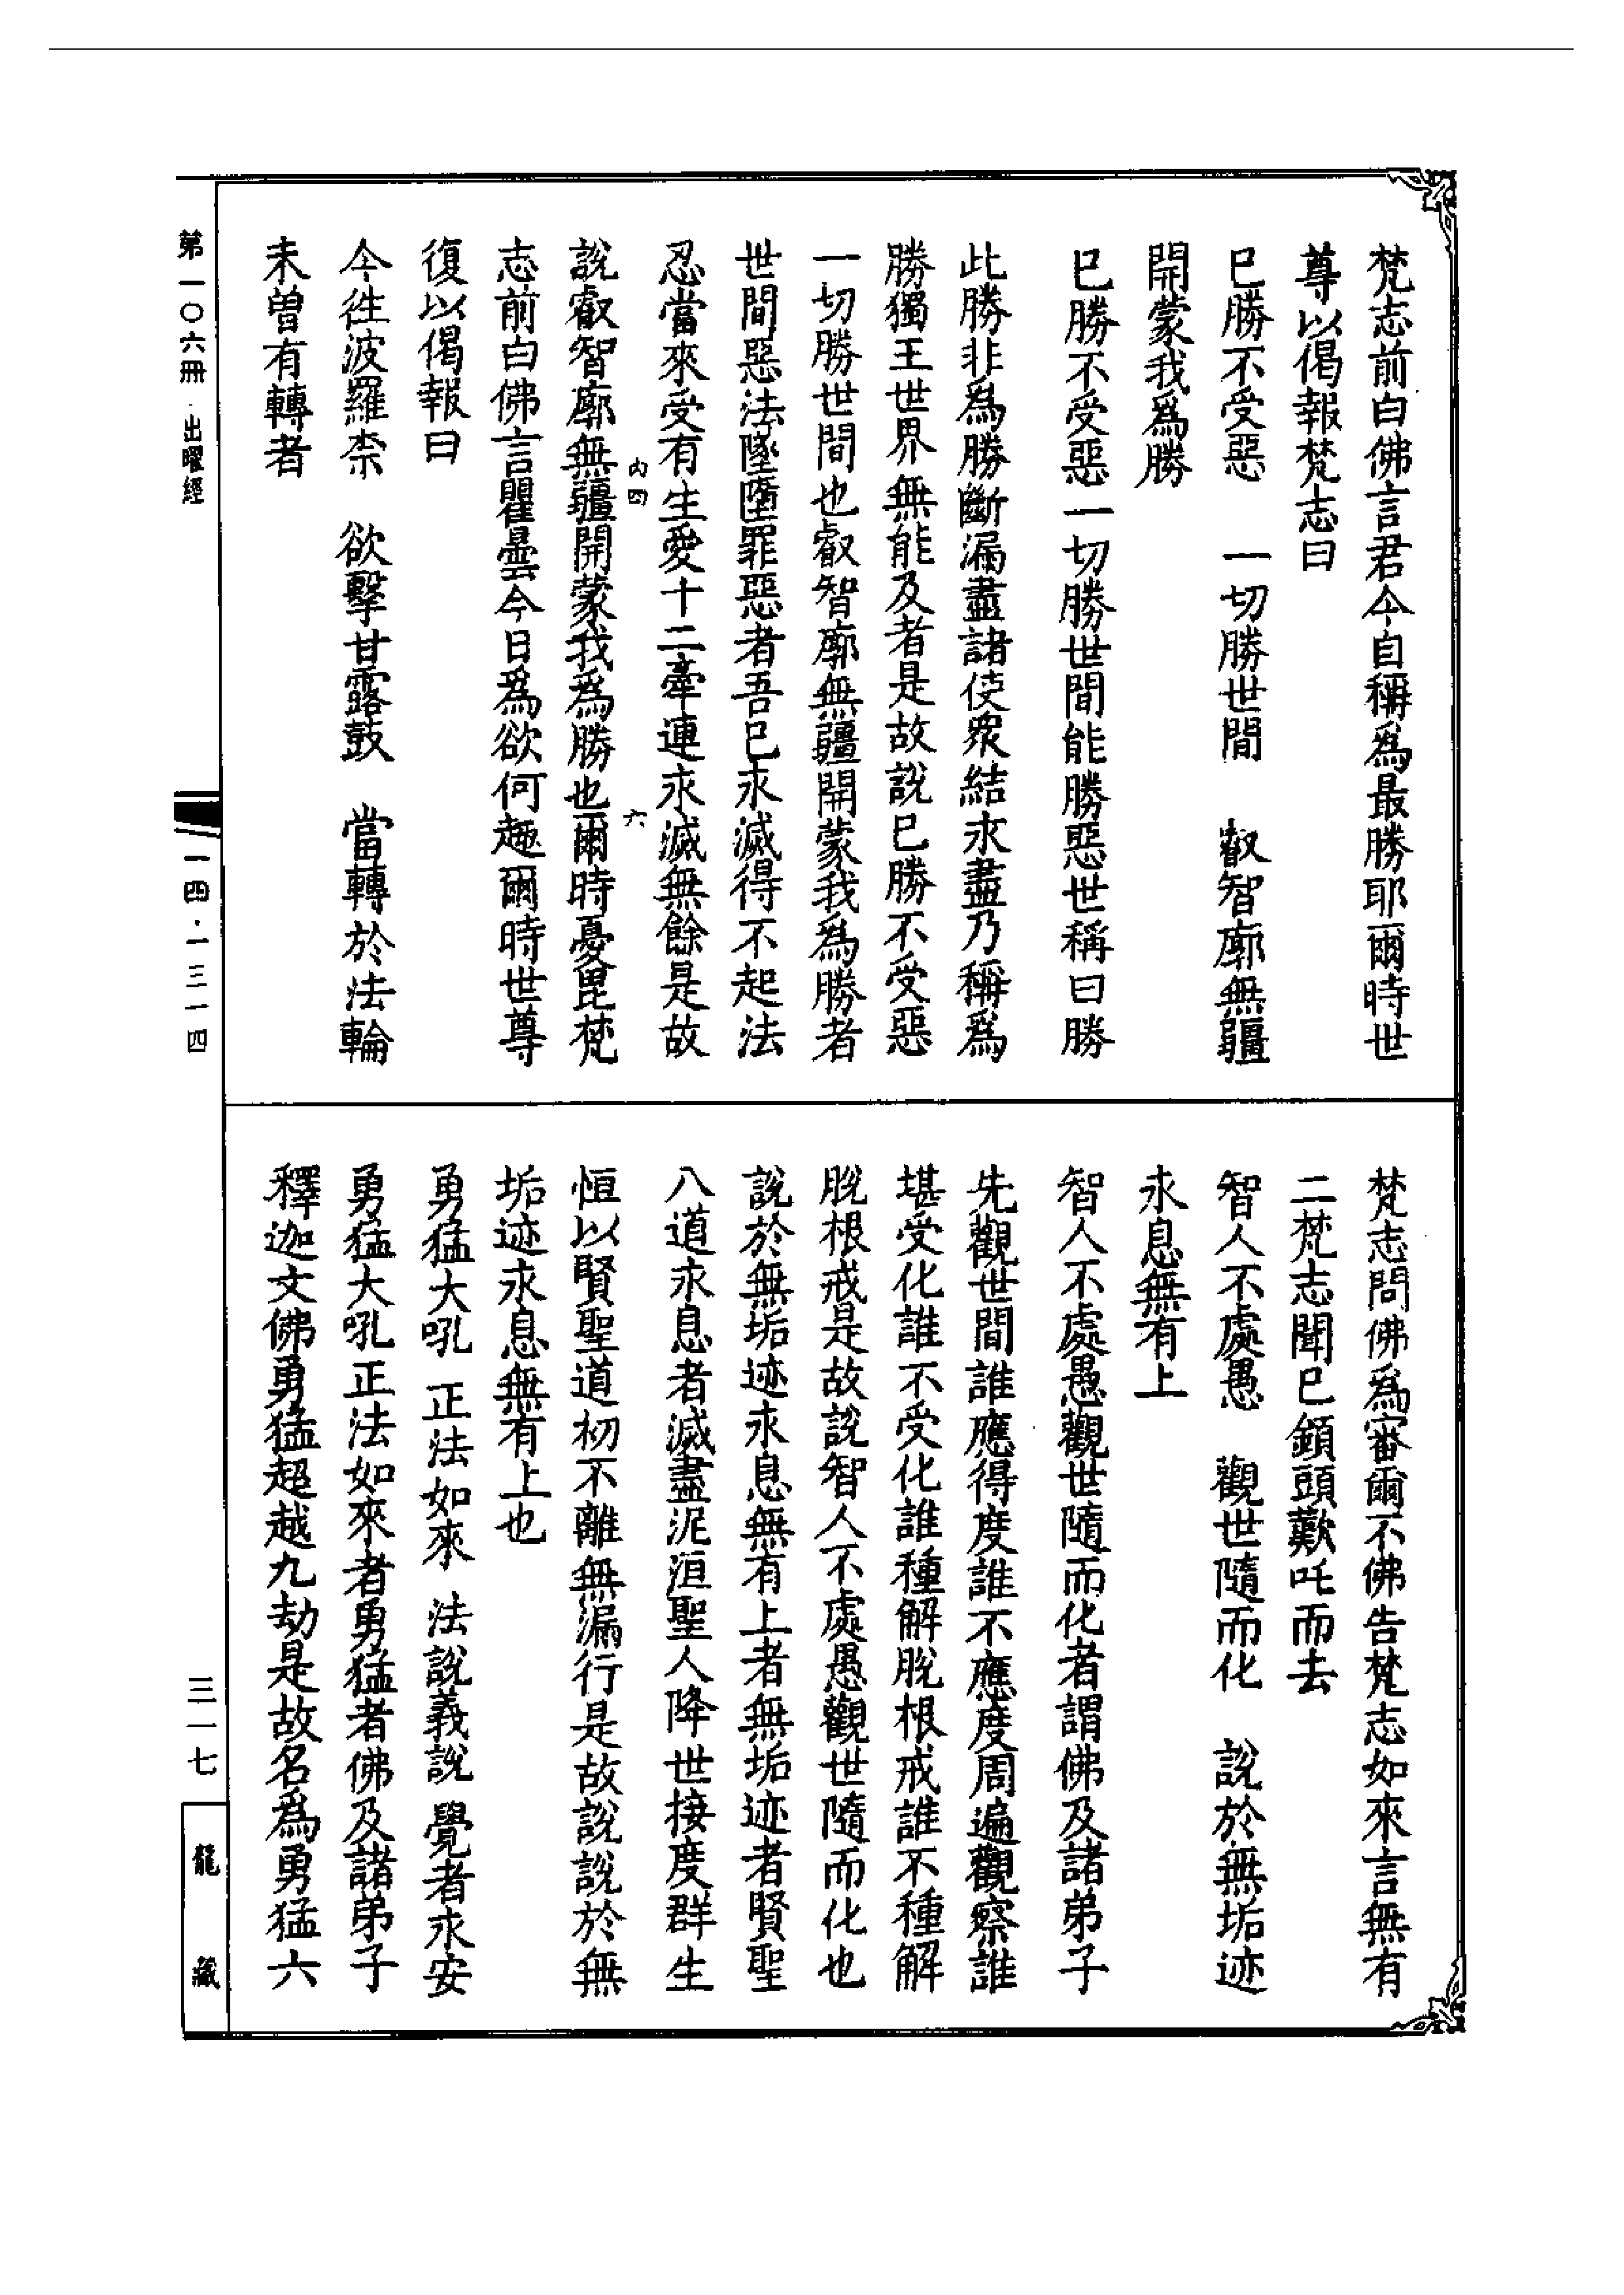 梵志前白佛言君今自稱爲最勝耶爾時世
尊以偈報梵志曰
已勝不受惡　一切勝世間　叡智廓無疆
開蒙我爲勝
已勝不受惡一切勝世間能勝惡世稱曰勝
此勝非爲勝斷漏盡諸使衆結永盡乃稱爲
勝獨王世界無能及者是故說已勝不受惡
一切勝世間也叡智廓無疆開蒙我爲勝者
世間惡法墜墮罪惡者吾已永滅得不起法
忍當來受有生愛十二牽連永滅無餘是故
內四　六
說叡智廓無疆開蒙我爲勝也爾時憂毘梵
志前白佛言瞿曇今日爲欲何趣爾時世尊
復以偈報曰
今徃波羅柰　欲擊甘露鼓　當轉於法輪
未曾有轉者
梵志問佛爲審爾不佛告梵志如來言無有
二梵志聞已鎖頭歎吒而去
智人不處愚　觀世隨而化　說於無垢迹
永息無有上
智人不處愚觀世隨而化者謂佛及諸弟子
先觀世間誰應得度誰不應度周遍觀察誰
堪受化誰不受化誰種解脫根戒誰不種解
脫根戒是故說智人不處愚觀世隨而化也
說於無垢迹永息無有上者無垢迹者賢聖
八道永息者滅盡泥洹聖人降世接度群生
恒以賢聖道初不離無漏行是故說說於無
垢迹永息無有上也
勇猛大吼　正法如來　法說義說　覺者永安
勇猛大吼正法如來者勇猛者佛及諸弟子
釋迦文佛勇猛超越九劫是故名爲勇猛六
第一〇六冊　出曜經
一四·一三一四
三一七
龍藏